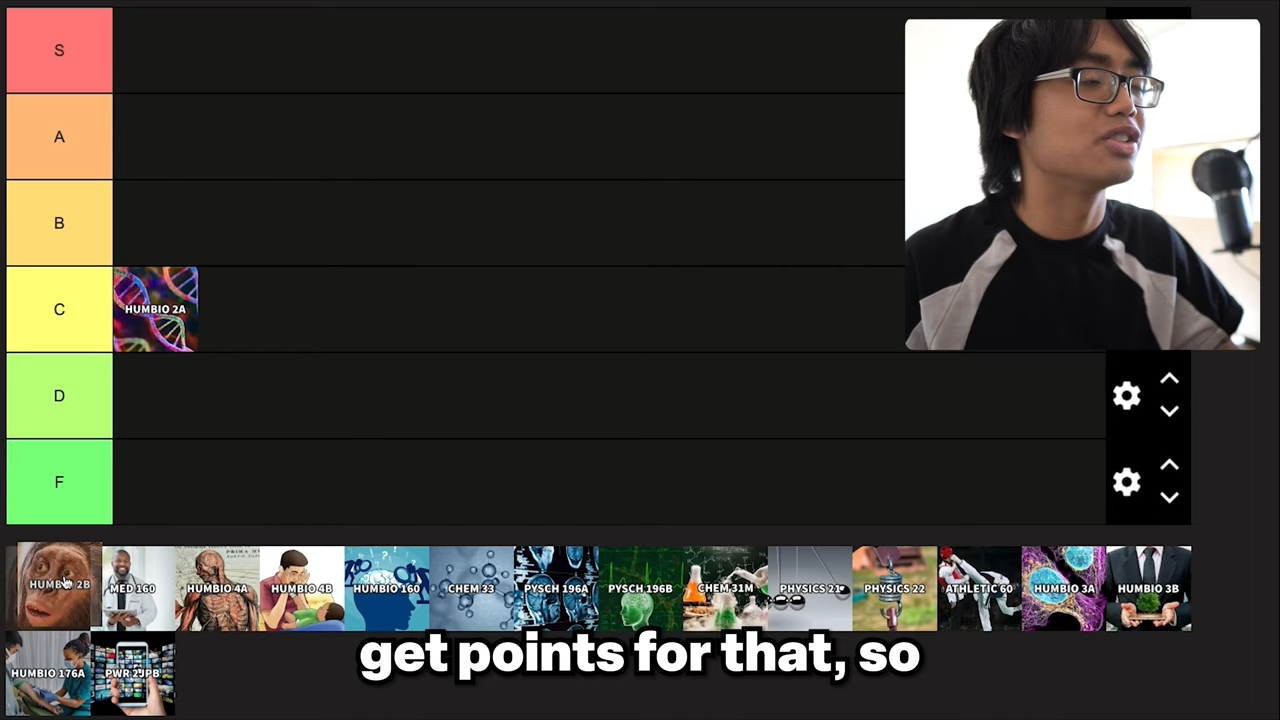 S
A
B
C
HUMBIO 2A
D
F
HUMBIO 2B
MED 160
HUMBIO 4A
HUMBIO 4B
HUMBIO 160
CHEM 33
PYSCH 196A
PYSCH 196B
CHEM 31M
PHYSICS 21
PHYSICS 22
ATHLETIC 60
HUMBIO 3A
HUMBIO 3B
HUMBIO 176A
PWR 2JPB
get points for that, so